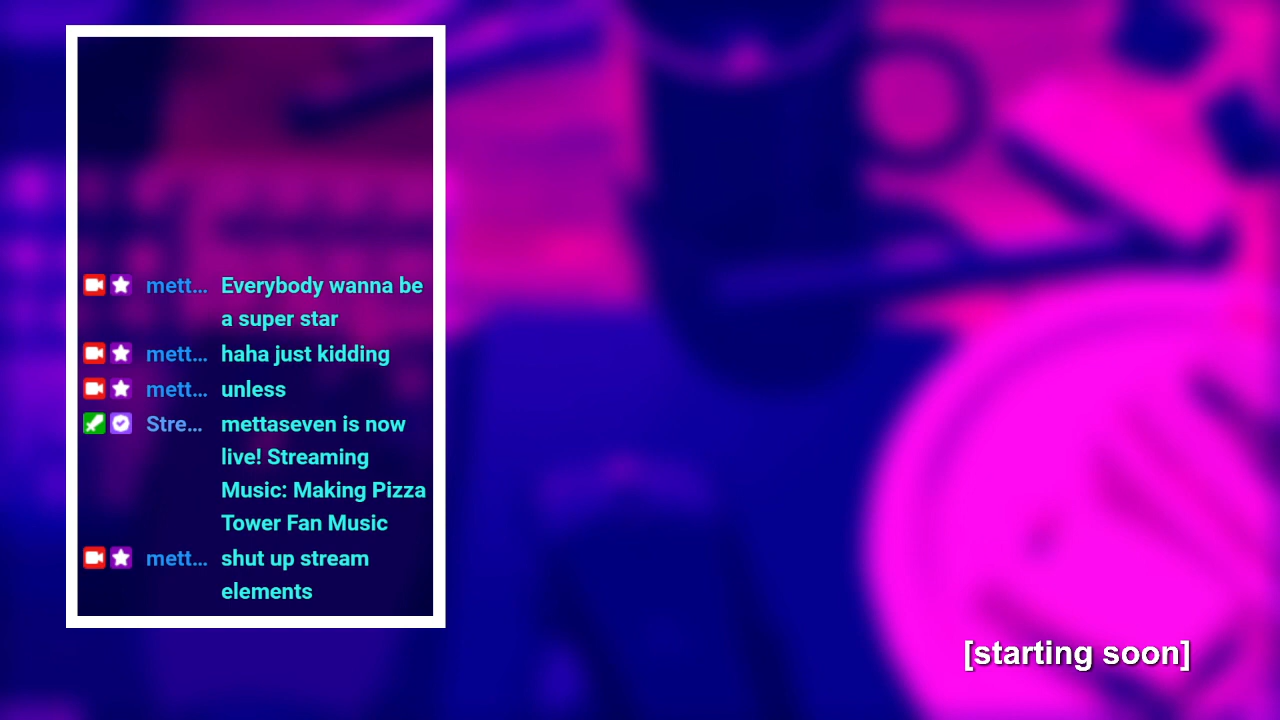 mett... Everybody wanna be
a super star
mett... haha just kidding
mett... unless
Stre... mettaseven is now
live! Streaming
Music: Making Pizza
Tower Fan Music
mett... shut up stream
elements
[starting soon]